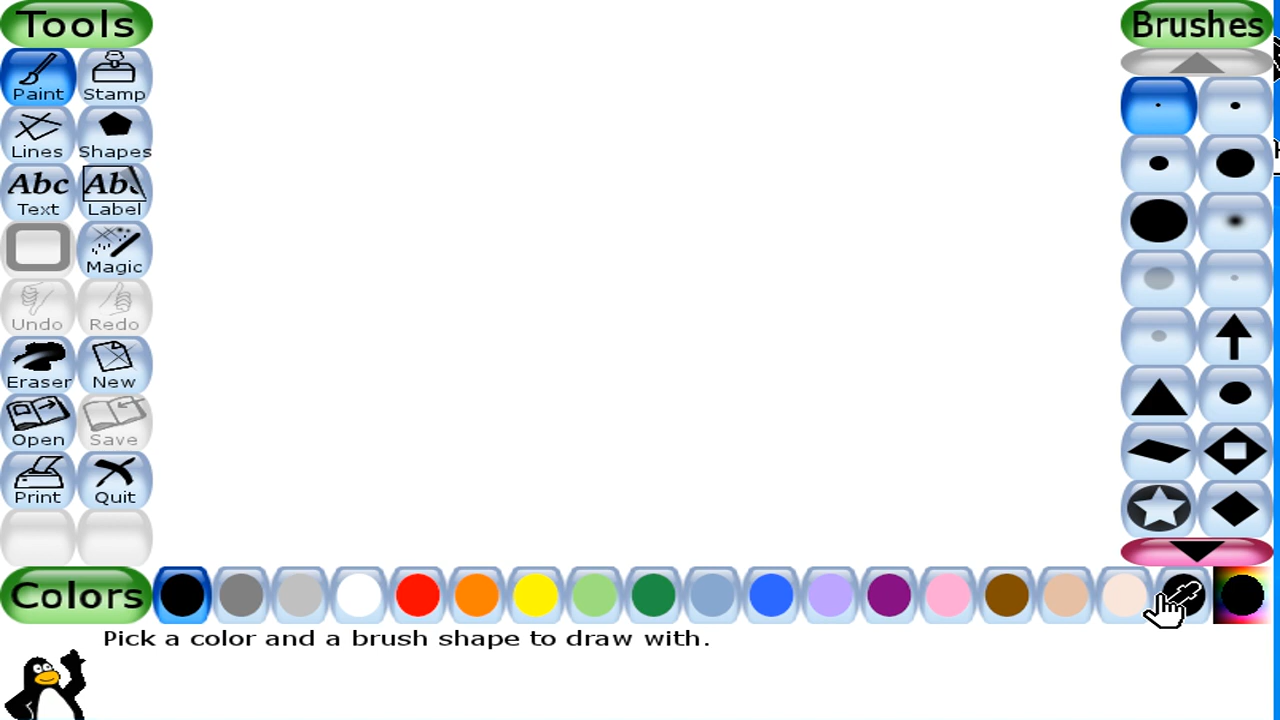 Tools
Brushes
Paint
Stamp
Lines
Shapes
Abc
Abc
Text
Label
Magic
Undo
Redo
Eraser
New
Open
Save
Print
Quit
Colors
Pick a color and a brush shape to draw with.